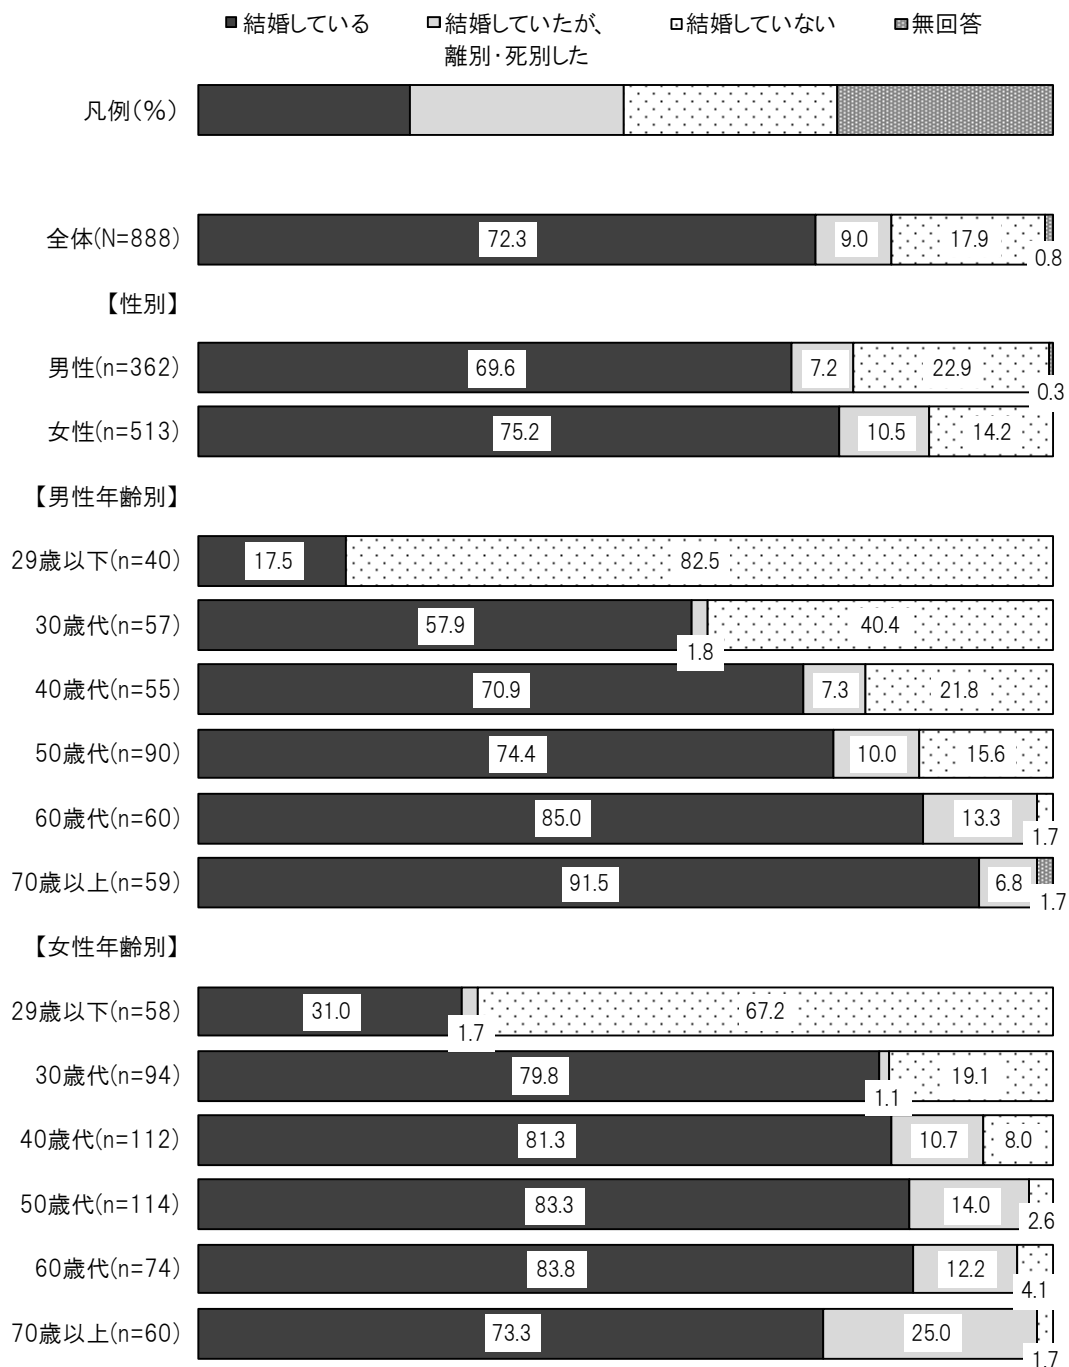 結婚している 結婚していたが、 結婚していない 無回答
離別・死別した
凡例(%)
全体(N=888) 72.3 9.0 17.9 0.8
【性別】
男性(n=362) 69.6 7.2 22.9 0.3
女性(n=513) 75.2 10.5 14.2
【男性年齢別】
29歳以下(n=40) 17.5 82.5
30歳代(n=57) 57.9 1.8 40.4
40歳代(n=55) 70.9 7.3 21.8
50歳代(n=90) 74.4 10.0 15.6
60歳代(n=60) 85.0 13.3 1.7
70歳以上(n=59) 91.5 6.8 1.7
【女性年齢別】
29歳以下(n=58) 31.0 1.7 67.2
30歳代(n=94) 79.8 1.1 19.1
40歳代(n=112) 81.3 10.7 8.0
50歳代(n=114) 83.3 14.0 2.6
60歳代(n=74) 83.8 12.2 4.1
70歳以上(n=60) 73.3 25.0 1.7